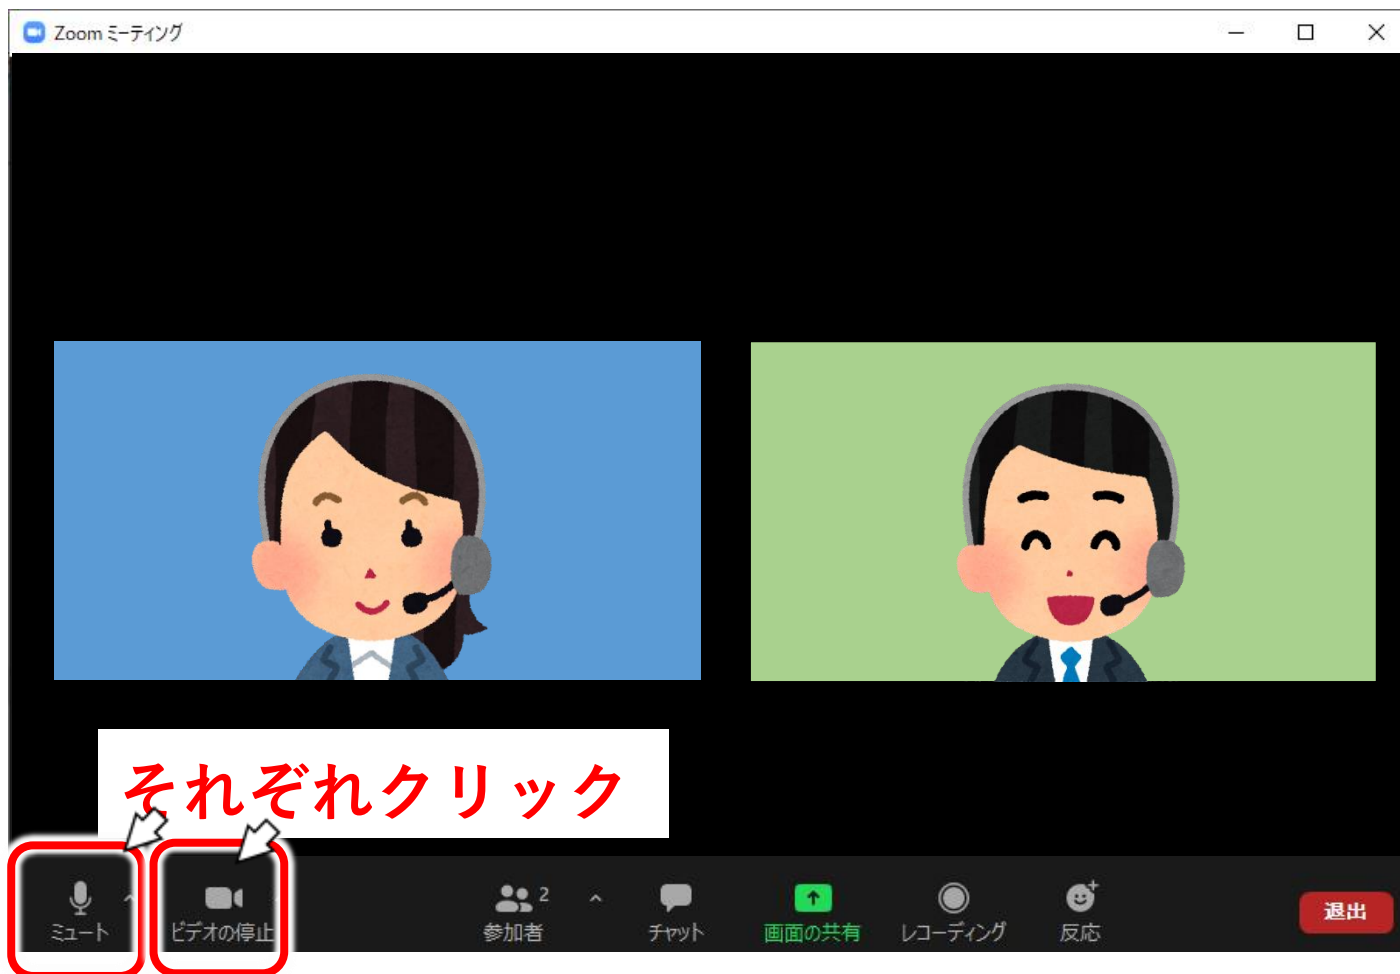 Zoom ミーティング
それぞれクリック
ミュート
ビデオの停止
2
参加者
チャット
画面の共有
レコーディング
反応
退出